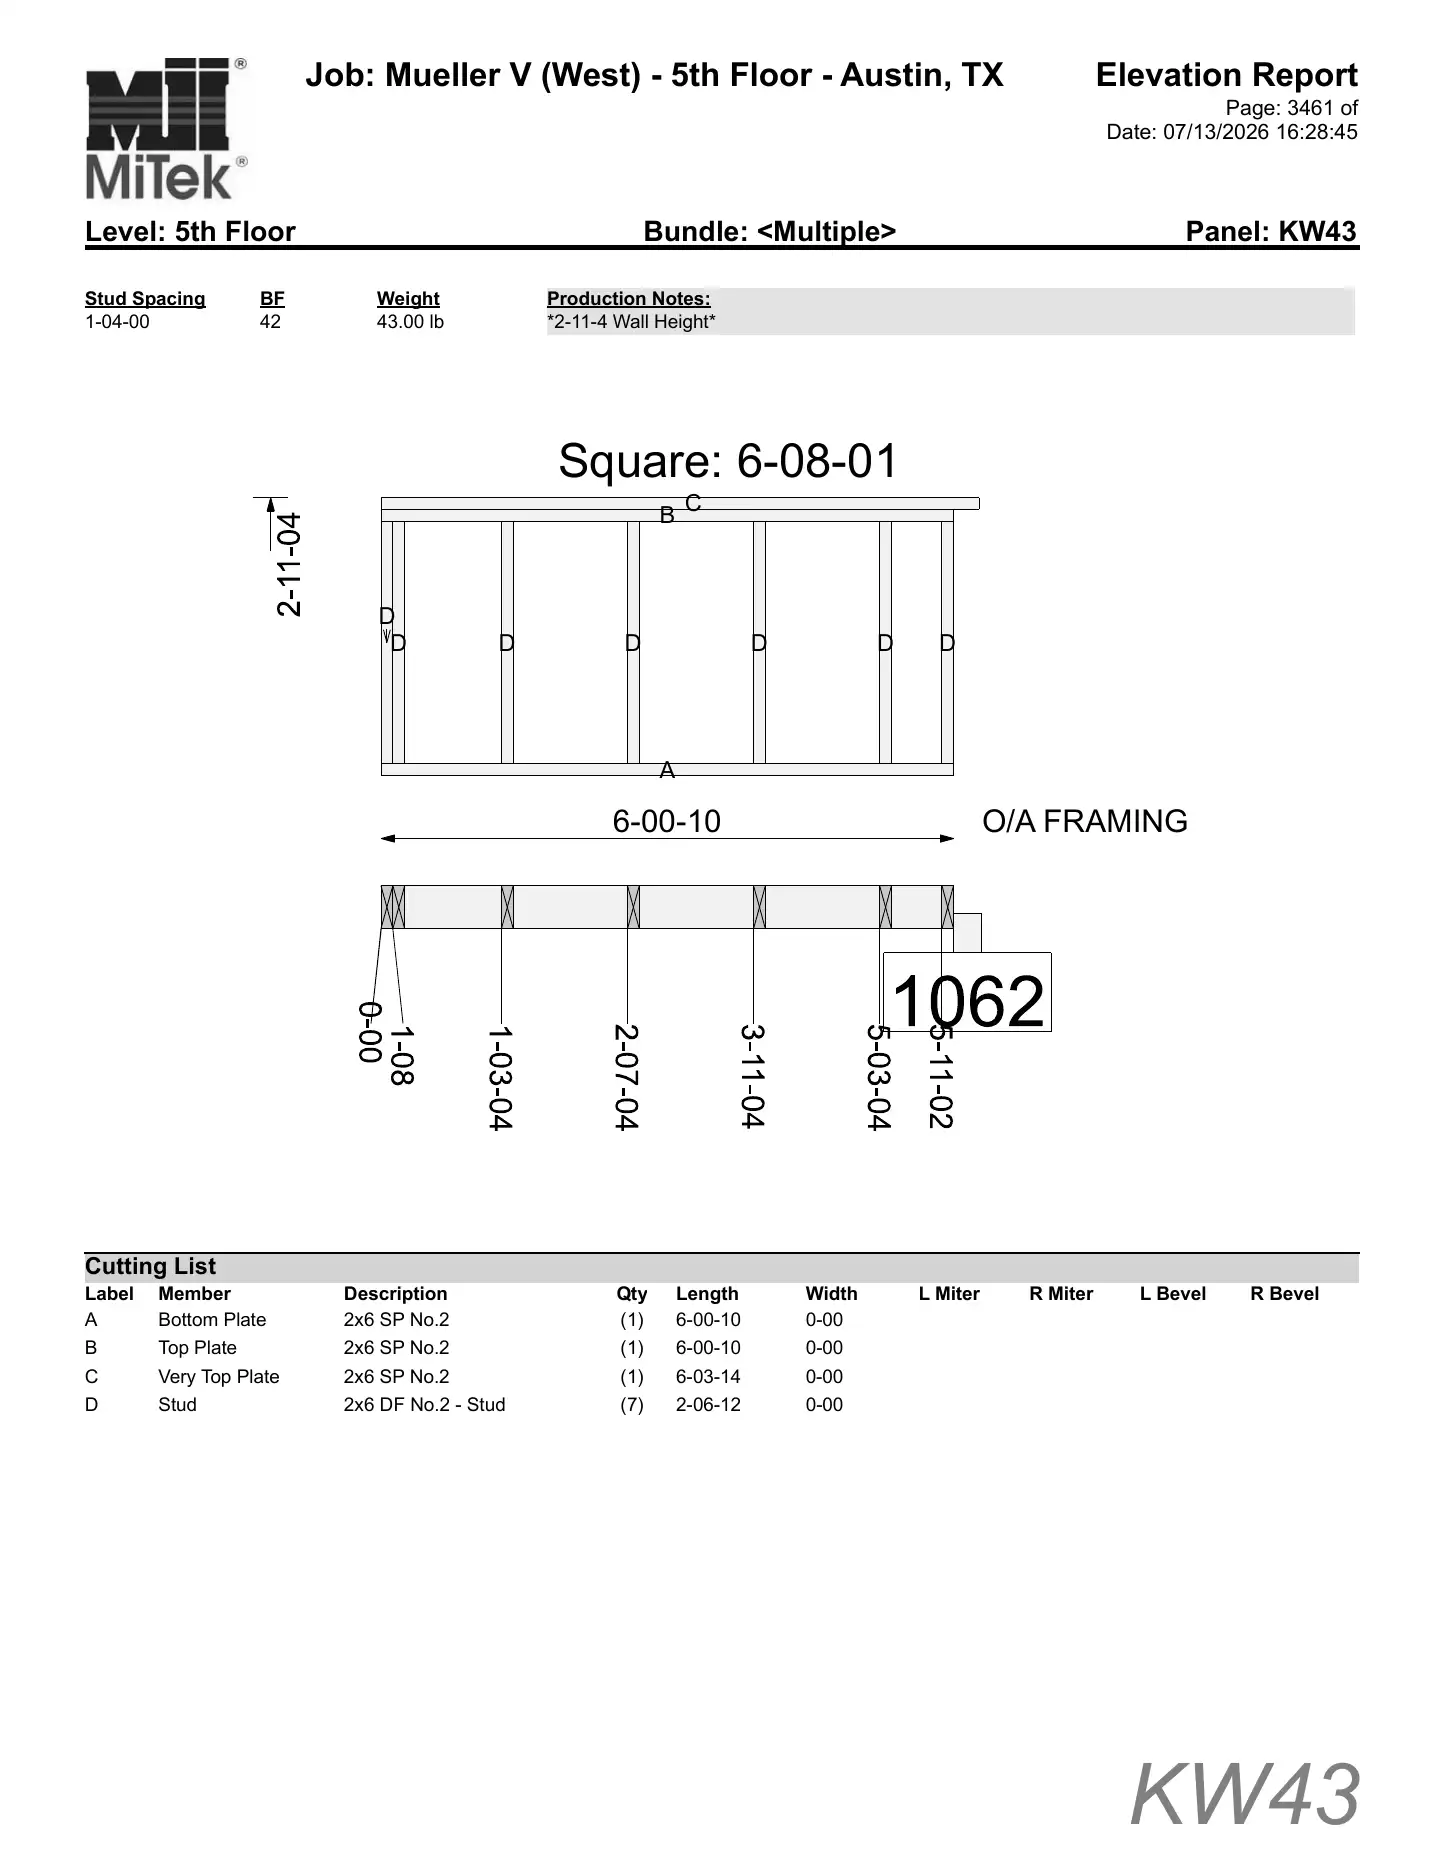 Job: Mueller V (West) - 5th Floor - Austin, TX
Elevation Report
Page: 3461 of
Date: 07/13/2026 16:28:45
MiTek®
Level: 5th Floor Bundle: <Multiple> Panel: KW43
Stud Spacing BF Weight Production Notes:
1-04-00 42 43.00 lb *2-11-4 Wall Height*
Square: 6-08-01
C
B
2-11-04
D
D D D D D D
A
6-00-10 O/A FRAMING
1062
0-00 1-08 1-03-04 2-07-04 3-11-04 5-03-04 5-11-02
Cutting List
Label Member Description Qty Length Width L Miter R Miter L Bevel R Bevel
A Bottom Plate 2x6 SP No.2 (1) 6-00-10 0-00
B Top Plate 2x6 SP No.2 (1) 6-00-10 0-00
C Very Top Plate 2x6 SP No.2 (1) 6-03-14 0-00
D Stud 2x6 DF No.2 - Stud (7) 2-06-12 0-00
KW43